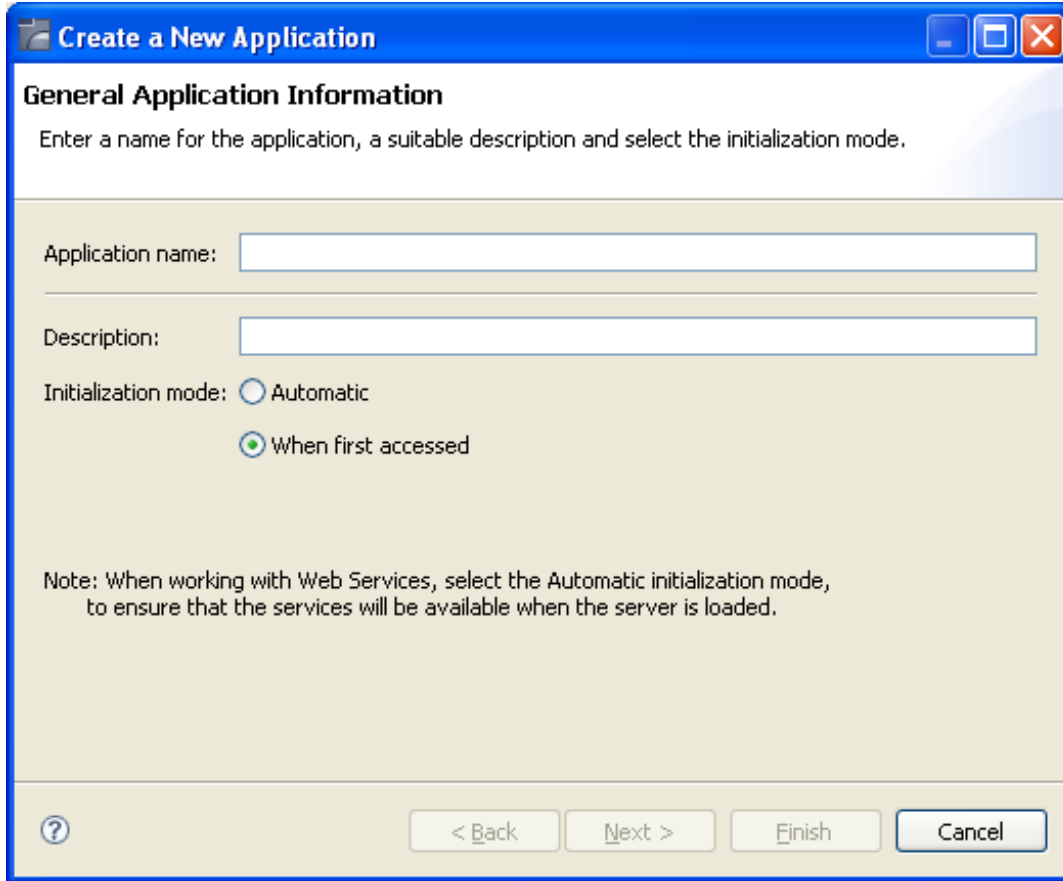 Create a New Application
General Application Information
Enter a name for the application, a suitable description and select the initialization mode.
Application name:
Description:
Initialization mode: Automatic
When first accessed
Note: When working with Web Services, select the Automatic initialization mode,
to ensure that the services will be available when the server is loaded.
? < Back Next > Finish Cancel